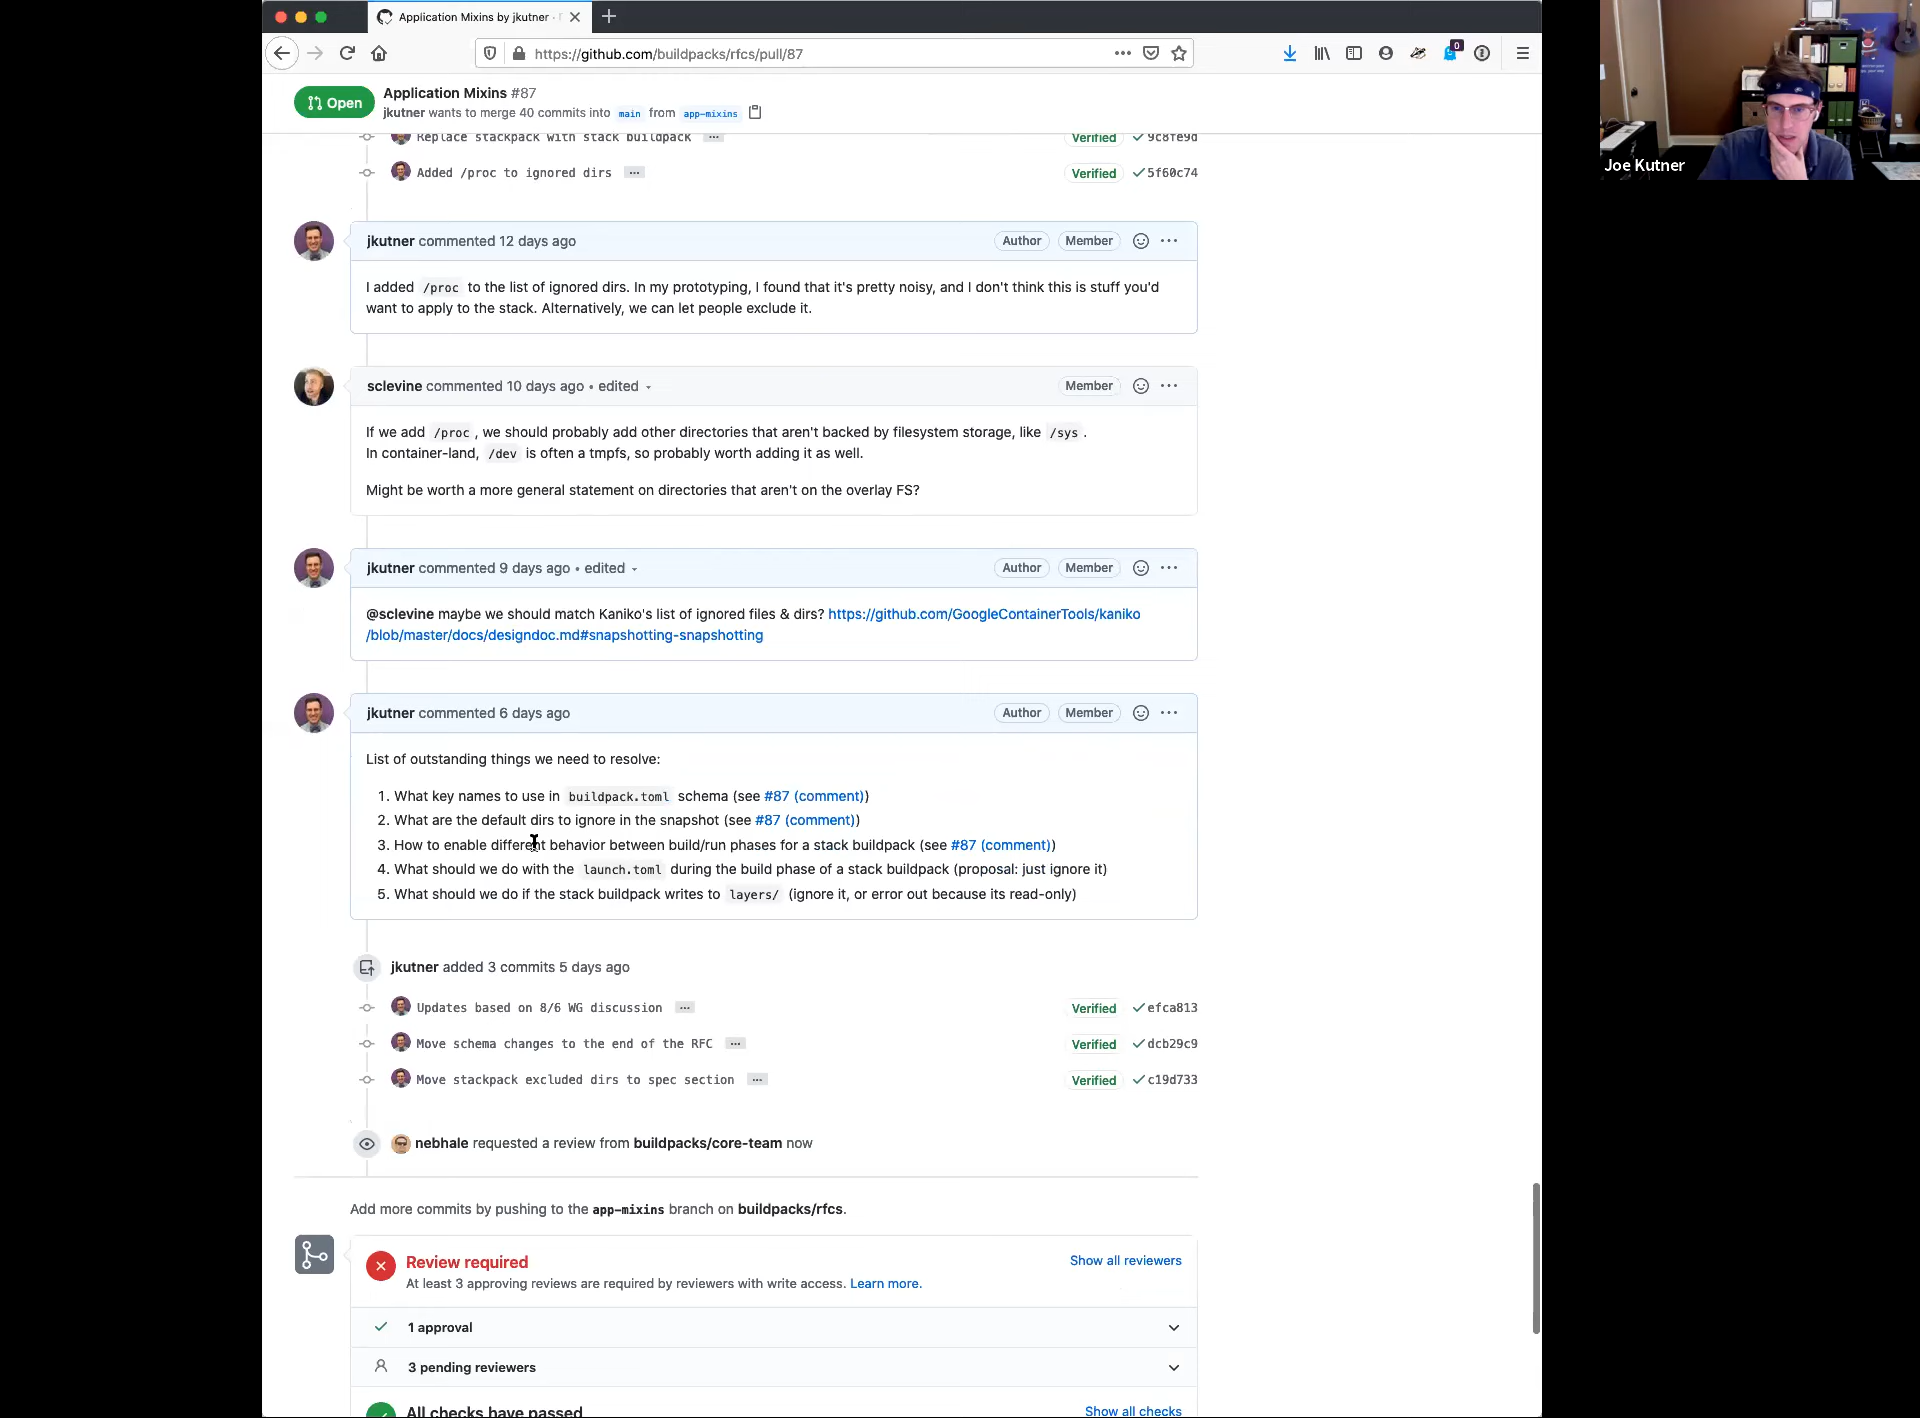 Application Mixins by jkutner ·
https://github.com/buildpacks/rfcs/pull/87
0
Open
Application Mixins #87
jkutner wants to merge 40 commits into main from app-mixins
Replace stackpack with stack buildpack ...
Verified 9c8fe9d
Added /proc to ignored dirs ...
Verified 5f60c74
jkutner commented 12 days ago
Author Member
I added /proc to the list of ignored dirs. In my prototyping, I found that it's pretty noisy, and I don't think this is stuff you'd
want to apply to the stack. Alternatively, we can let people exclude it.
sclevine commented 10 days ago • edited
Member
If we add /proc , we should probably add other directories that aren't backed by filesystem storage, like /sys .
In container-land, /dev is often a tmpfs, so probably worth adding it as well.
Might be worth a more general statement on directories that aren't on the overlay FS?
jkutner commented 9 days ago • edited
Author Member
@sclevine maybe we should match Kaniko's list of ignored files & dirs? https://github.com/GoogleContainerTools/kaniko
/blob/master/docs/designdoc.md#snapshotting-snapshotting
jkutner commented 6 days ago
Author Member
List of outstanding things we need to resolve:
1. What key names to use in buildpack.toml schema (see #87 (comment))
2. What are the default dirs to ignore in the snapshot (see #87 (comment))
3. How to enable different behavior between build/run phases for a stack buildpack (see #87 (comment))
4. What should we do with the launch.toml during the build phase of a stack buildpack (proposal: just ignore it)
5. What should we do if the stack buildpack writes to layers/ (ignore it, or error out because its read-only)
jkutner added 3 commits 5 days ago
Updates based on 8/6 WG discussion ...
Verified efca813
Move schema changes to the end of the RFC ...
Verified dcb29c9
Move stackpack excluded dirs to spec section ...
Verified c19d733
nebhale requested a review from buildpacks/core-team now
Add more commits by pushing to the app-mixins branch on buildpacks/rfcs.
Review required
Show all reviewers
At least 3 approving reviews are required by reviewers with write access. Learn more.
1 approval
3 pending reviewers
All checks have passed
Show all checks
Joe Kutner